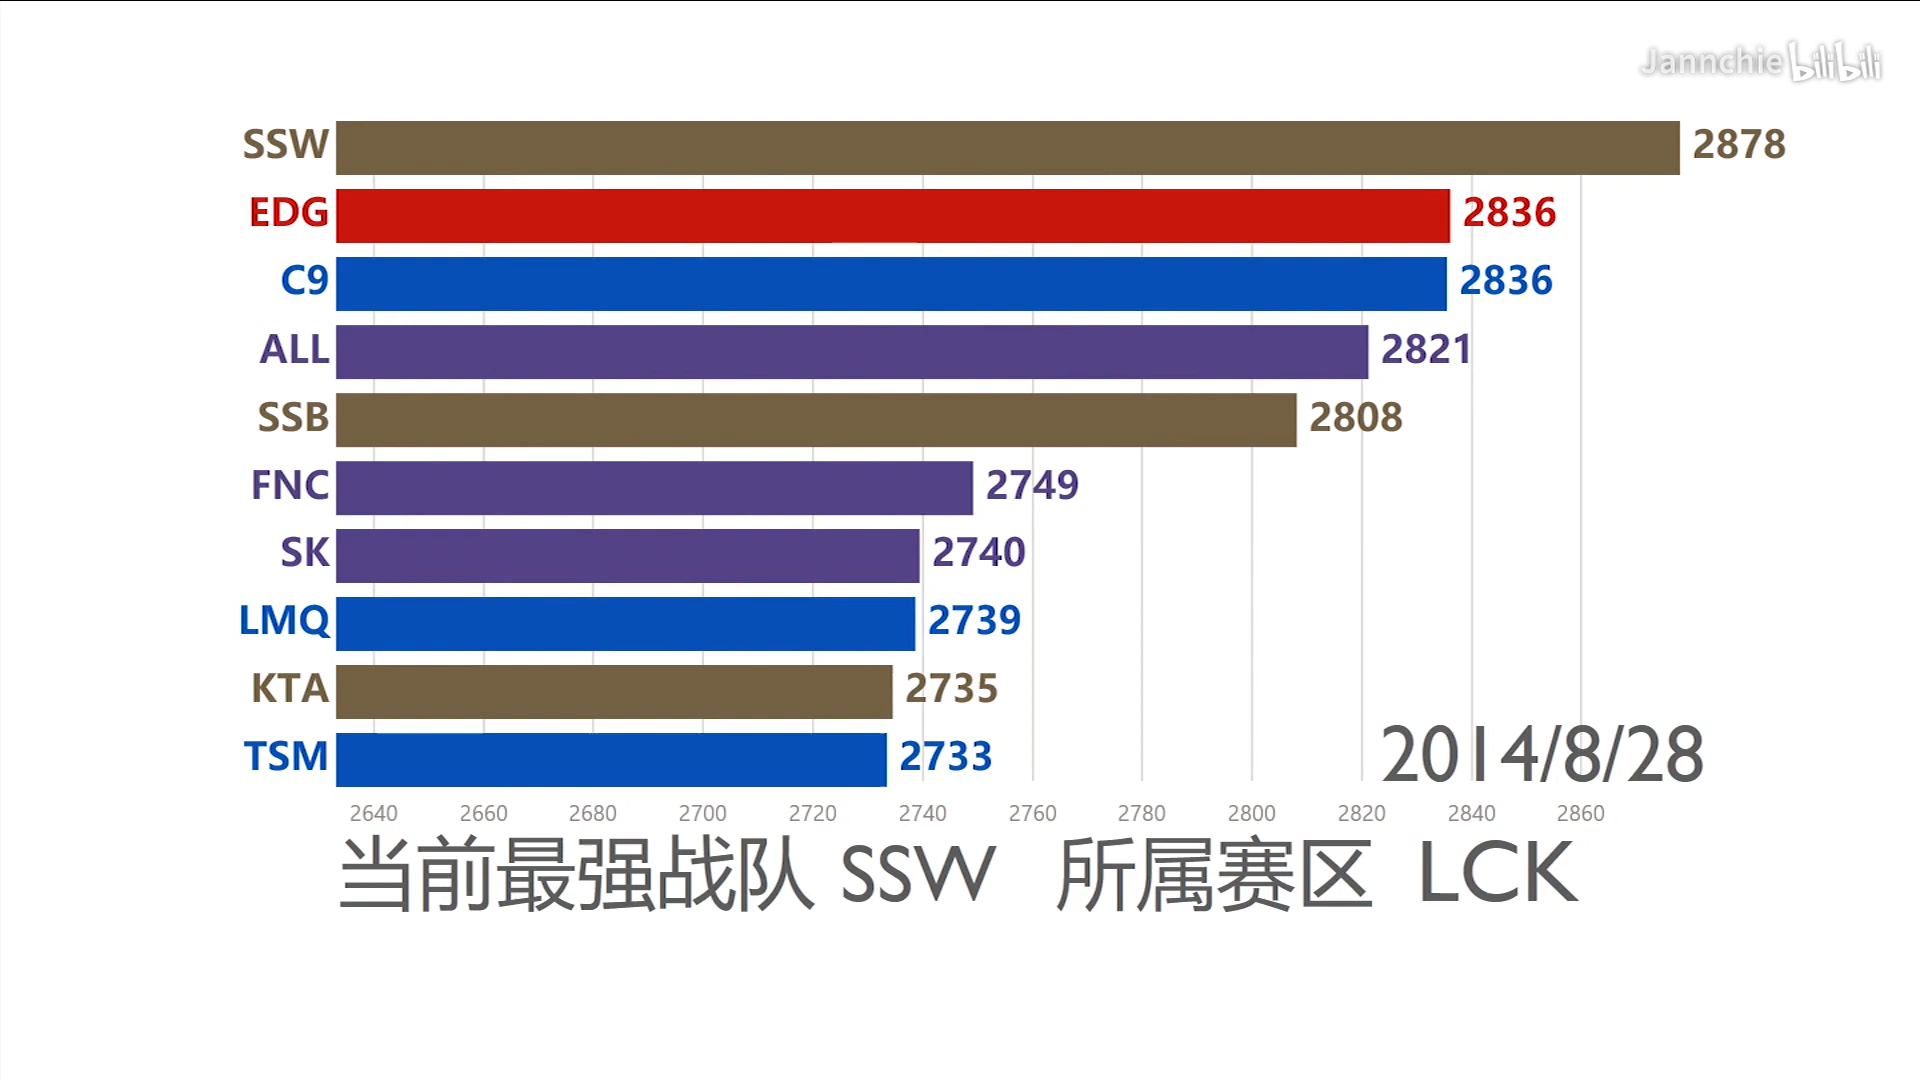 Jannchie bilibili
SSW 2878
EDG 2836
C9 2836
ALL 2821
SSB 2808
FNC 2749
SK 2740
LMQ 2739
KTA 2735
TSM 2733
2014/8/28
2640 2660 2680 2700 2720 2740 2760 2780 2800 2820 2840 2860
当前最强战队 SSW 所属赛区 LCK